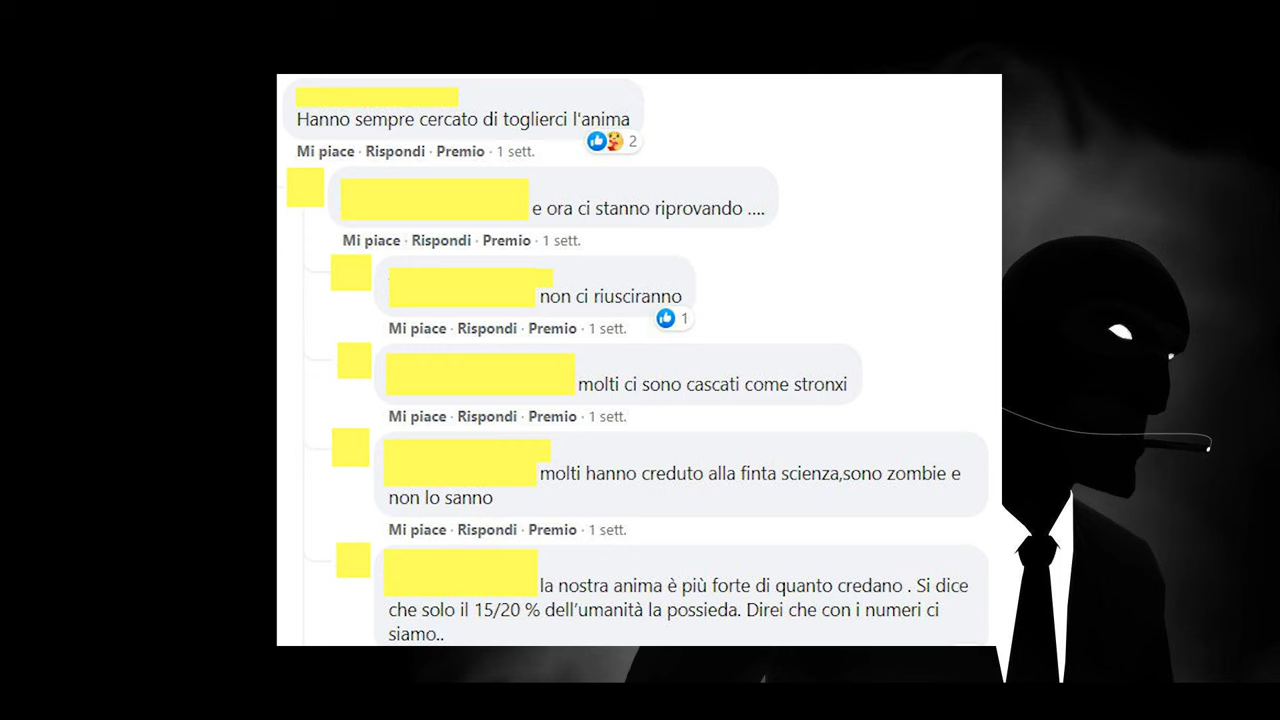 Hanno sempre cercato di toglierci l'anima
2
Mi piace · Rispondi · Premio · 1 sett.
e ora ci stanno riprovando ....
Mi piace · Rispondi · Premio · 1 sett.
non ci riusciranno
1
Mi piace · Rispondi · Premio · 1 sett.
molti ci sono cascati come stronxi
Mi piace · Rispondi · Premio · 1 sett.
molti hanno creduto alla finta scienza,sono zombie e
non lo sanno
Mi piace · Rispondi · Premio · 1 sett.
la nostra anima è più forte di quanto credano . Si dice
che solo il 15/20 % dell'umanità la possieda. Direi che con i numeri ci
siamo..